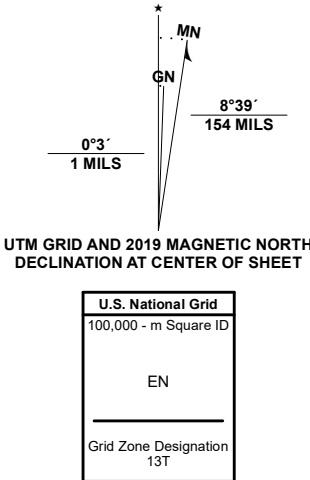 ★
MN
GN
8°39´
154 MILS
0°3´
1 MILS
UTM GRID AND 2019 MAGNETIC NORTH
DECLINATION AT CENTER OF SHEET
U.S. National Grid
100,000 - m Square ID
EN
Grid Zone Designation
13T